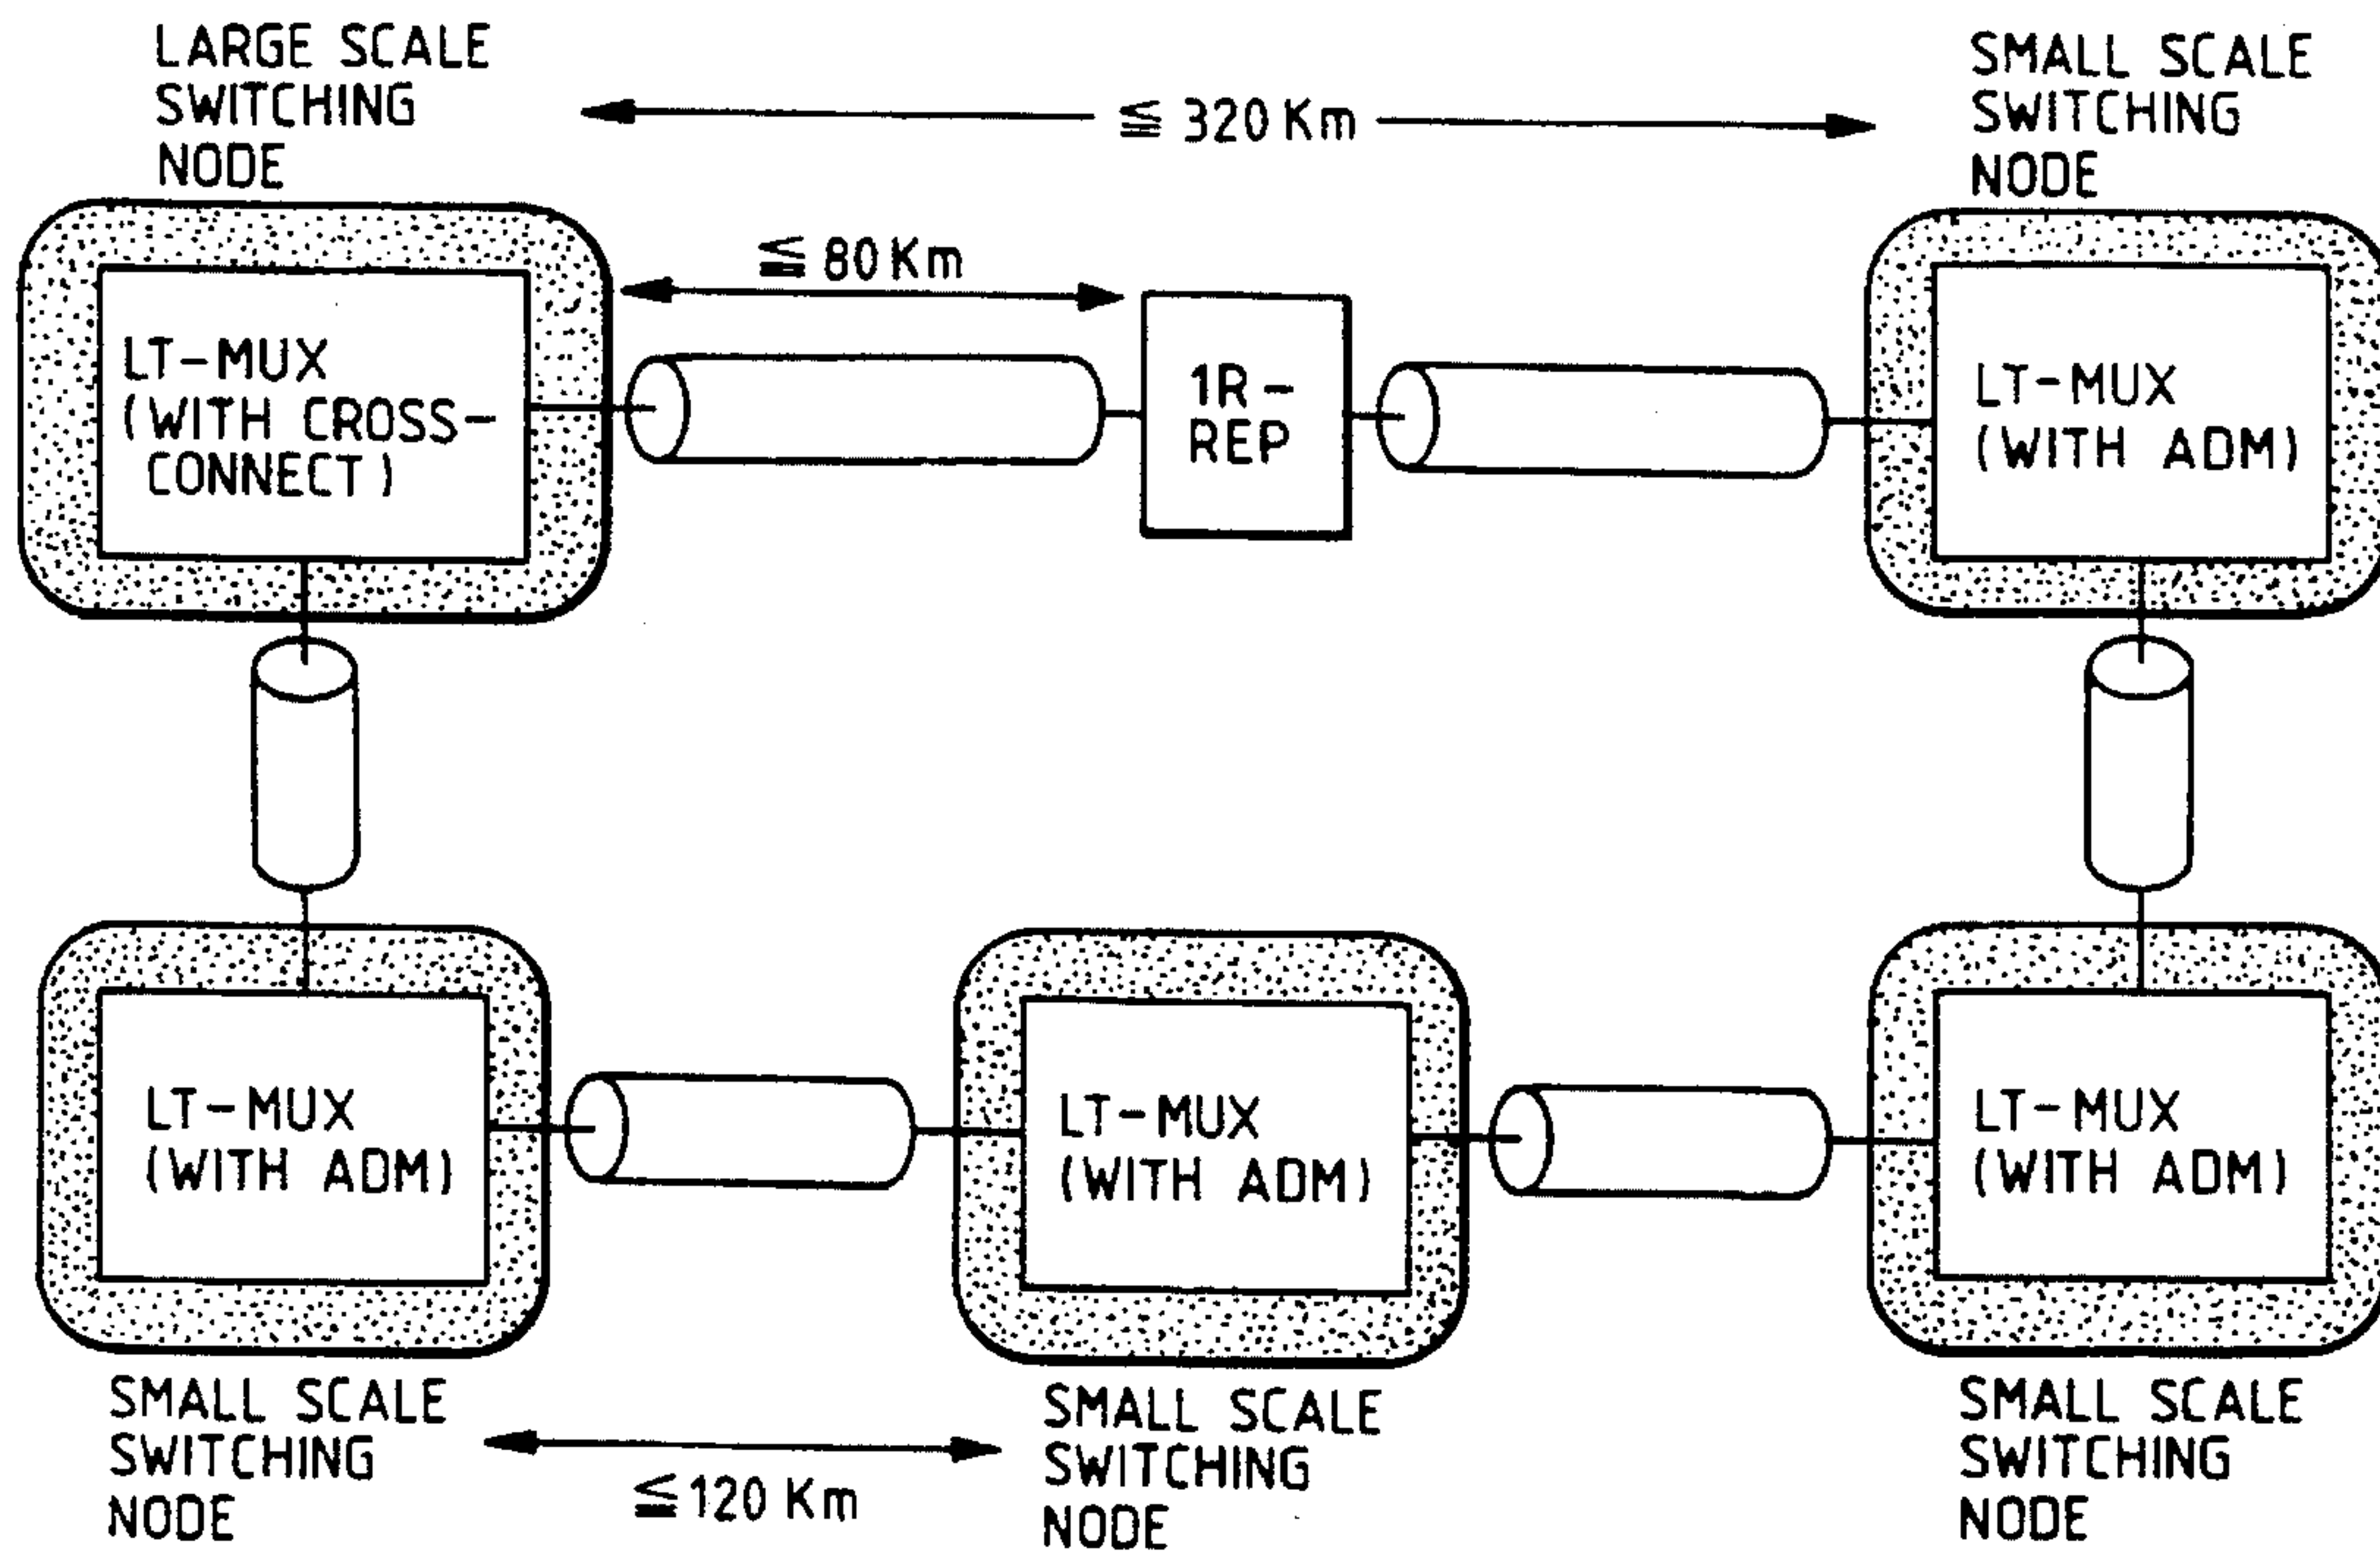 LARGE SCALE
SWITCHING
NODE
≦ 320 Km
SMALL SCALE
SWITCHING
NODE
≦ 80 Km
LT-MUX
(WITH CROSS-
CONNECT)
1R-
REP
LT-MUX
(WITH ADM)
LT-MUX
(WITH ADM)
LT-MUX
(WITH ADM)
LT-MUX
(WITH ADM)
SMALL SCALE
SWITCHING
NODE
≦ 120 Km
SMALL SCALE
SWITCHING
NODE
SMALL SCALE
SWITCHING
NODE